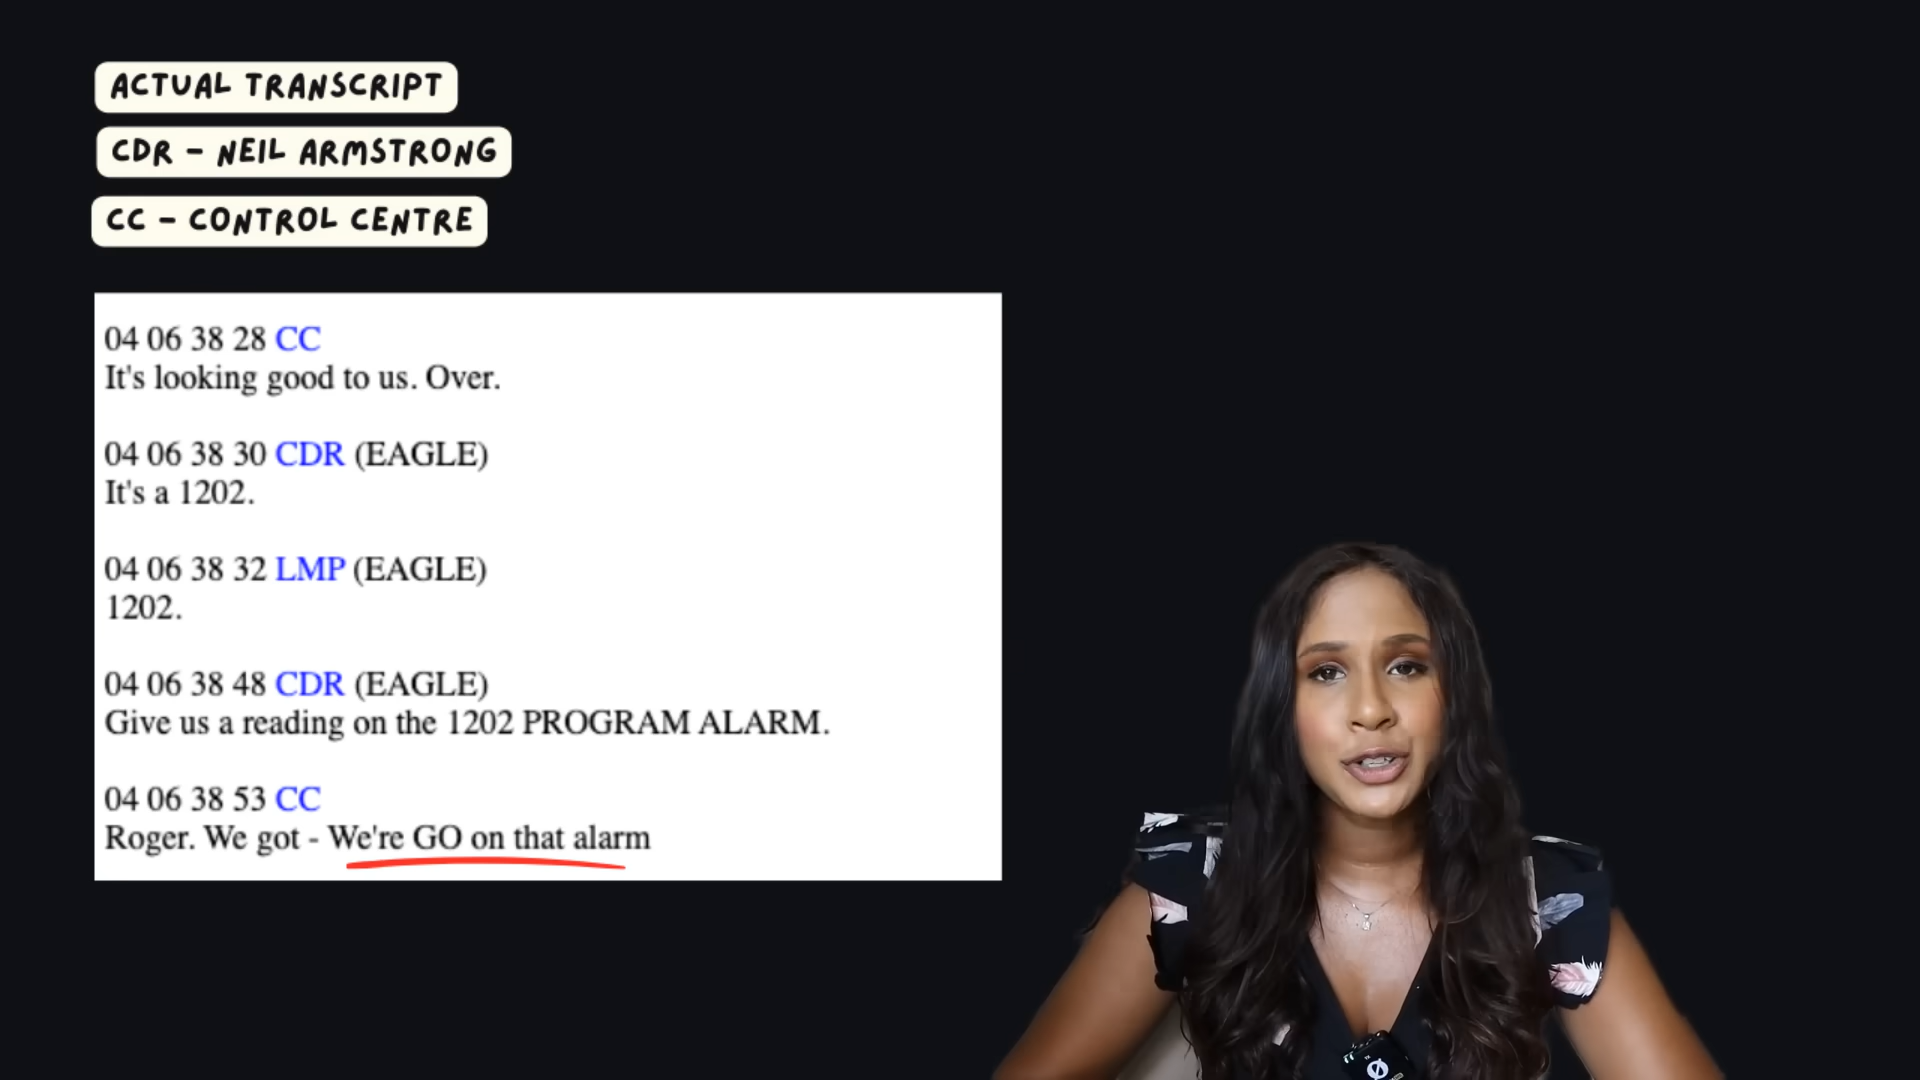 ACTUAL TRANSCRIPT
CDR - NEIL ARMSTRONG
CC - CONTROL CENTRE
04 06 38 28 CC
It's looking good to us. Over.
04 06 38 30 CDR (EAGLE)
It's a 1202.
04 06 38 32 LMP (EAGLE)
1202.
04 06 38 48 CDR (EAGLE)
Give us a reading on the 1202 PROGRAM ALARM.
04 06 38 53 CC
Roger. We got - We're GO on that alarm